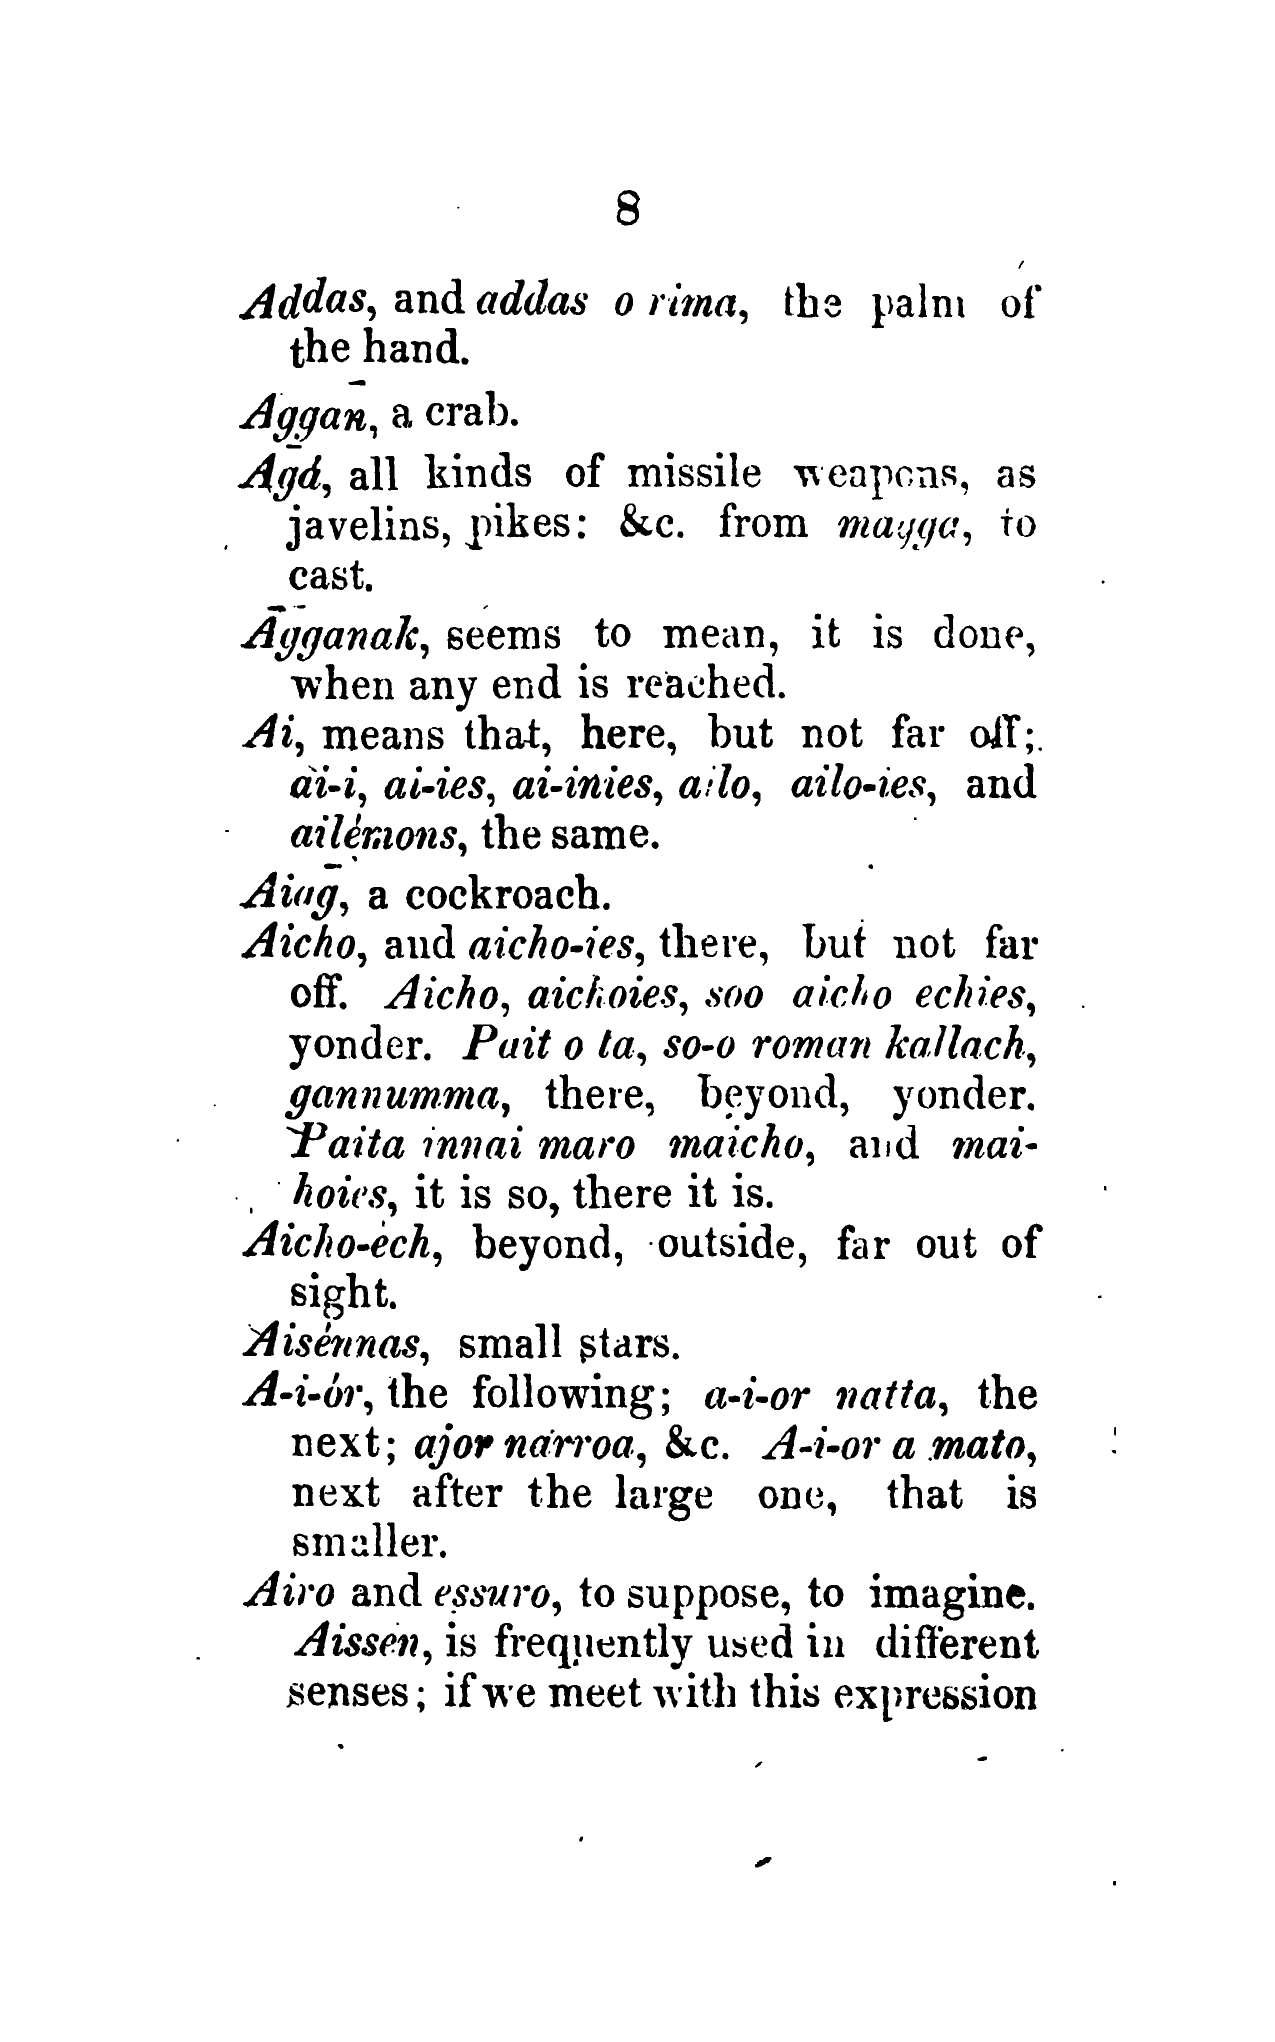 8
Addas, and addas o rima, the palm of
the hand.
Aggan̄, a crab.
Aḡá, all kinds of missile weapons, as
javelins, pikes: &c. from magga, to
cast.
Āgganak, seems to mean, it is done,
when any end is reached.
Ai, means that, here, but not far off;
ai-i, ai-ies, ai-inies, ailo, ailo-ies, and
ailémons, the same.
Aiaḡ, a cockroach.
Aicho, and aicho-ies, there, but not far
off. Aicho, aichoies, soo aicho echies,
yonder. Pait o ta, so-o roman kallach,
gannumma, there, beyond, yonder.
Paita innai maro maicho, and mai-
hoies, it is so, there it is.
Aicho-èch, beyond, outside, far out of
sight.
Aisénnas, small stars.
A-i-ór, the following; a-i-or natta, the
next; ajor nárroa, &c. A-i-or a mato,
next after the large one, that is
smaller.
Airo and essuro, to suppose, to imagine.
Aissen, is frequently used in different
senses; if we meet with this expression